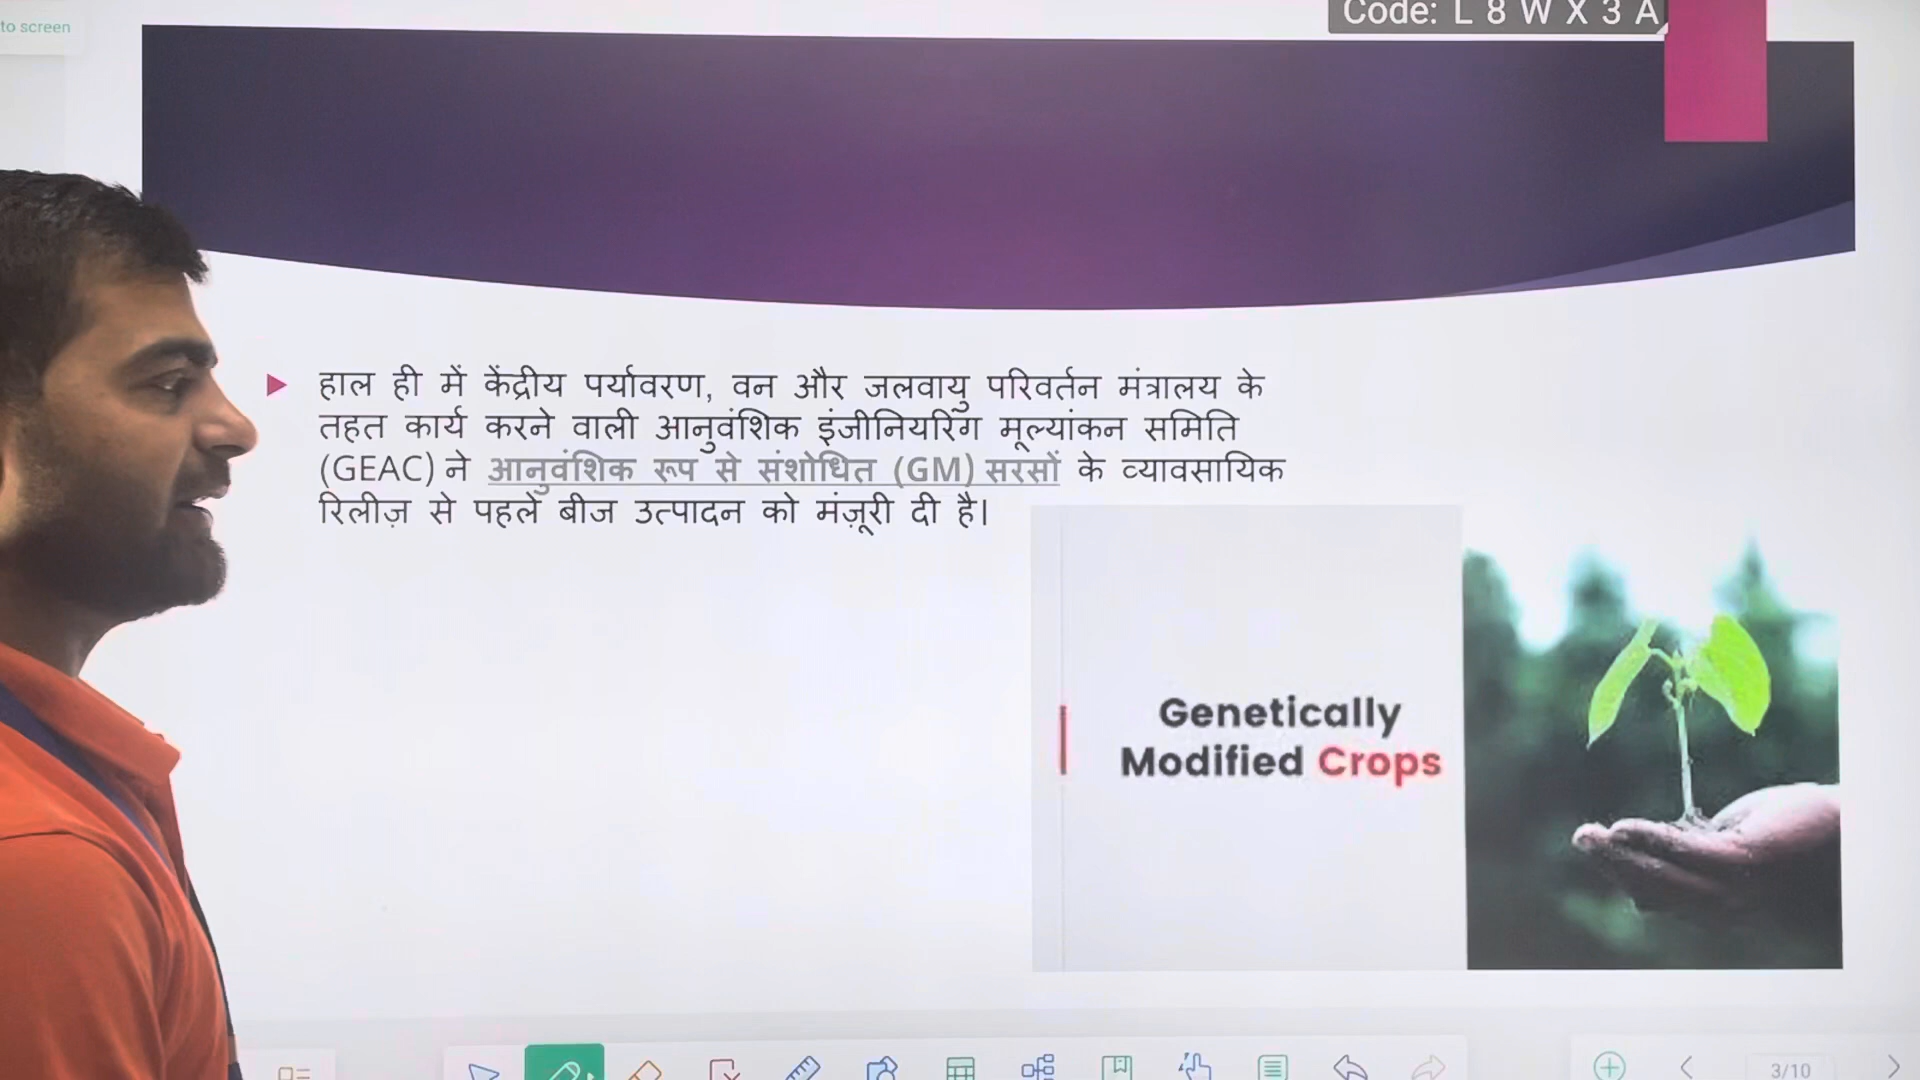 to screen
Code: L 8 W X 3 A
हाल ही में केंद्रीय पर्यावरण, वन और जलवायु परिवर्तन मंत्रालय के
तहत कार्य करने वाली आनुवंशिक इंजीनियरिंग मूल्यांकन समिति
(GEAC) ने आनुवंशिक रूप से संशोधित (GM) सरसों के व्यावसायिक
रिलीज़ से पहले बीज उत्पादन को मंज़ूरी दी है।
Genetically
Modified Crops
3/10